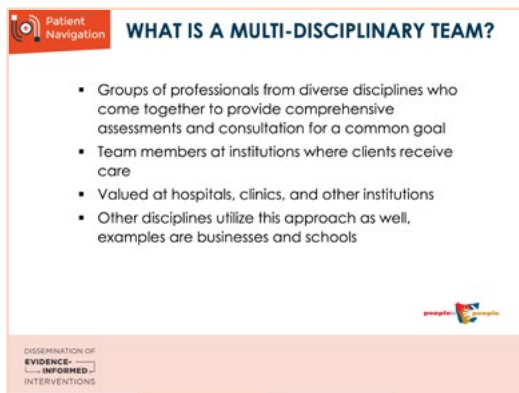 Patient
Navigation
WHAT IS A MULTI-DISCIPLINARY TEAM?
▪ Groups of professionals from diverse disciplines who
come together to provide comprehensive
assessments and consultation for a common goal
▪ Team members at institutions where clients receive
care
▪ Valued at hospitals, clinics, and other institutions
▪ Other disciplines utilize this approach as well,
examples are businesses and schools
people people
DISSEMINATION OF
EVIDENCE-
INFORMED
INTERVENTIONS